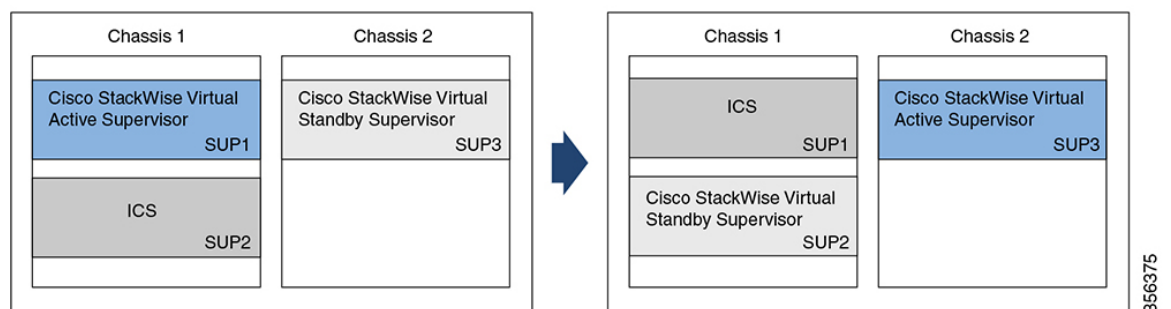 Chassis 1
Chassis 2
Cisco StackWise Virtual
Active Supervisor
SUP1
Cisco StackWise Virtual
Standby Supervisor
SUP3
ICS
SUP2
Chassis 1
Chassis 2
ICS
SUP1
Cisco StackWise Virtual
Active Supervisor
SUP3
Cisco StackWise Virtual
Standby Supervisor
SUP2
356375